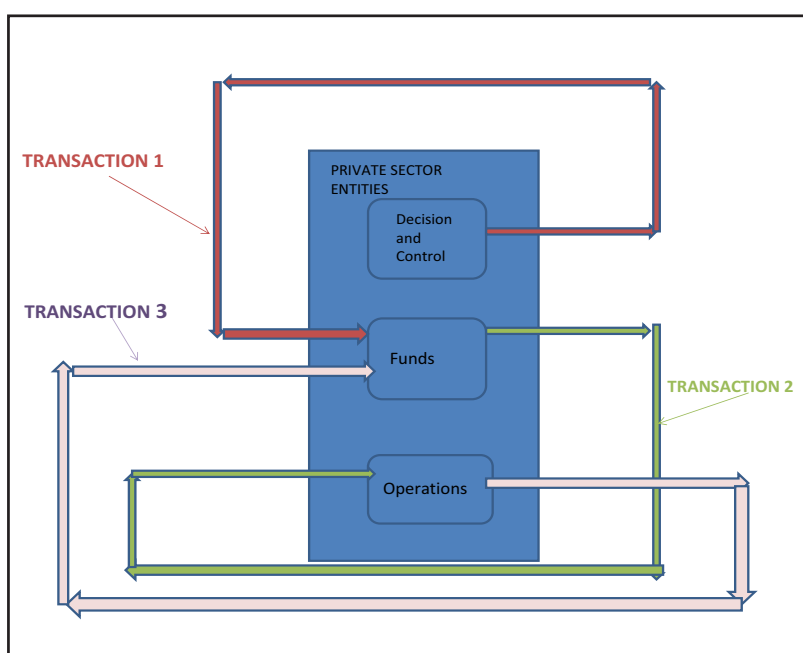 TRANSACTION 1
PRIVATE SECTOR
ENTITIES
Decision
and
Control
TRANSACTION 3
Funds
TRANSACTION 2
Operations